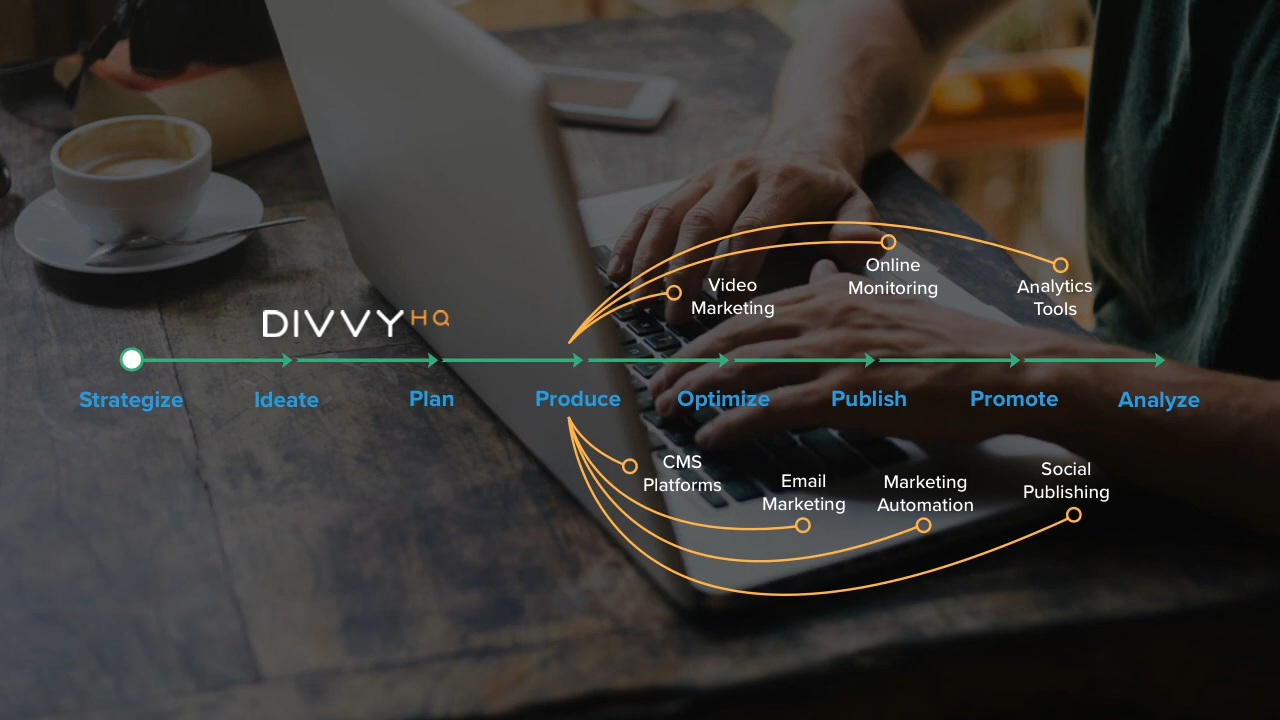 Video
Marketing
Online
Monitoring
Analytics
Tools
DIVVYHQ
Strategize
Ideate
Plan
Produce
Optimize
Publish
Promote
Analyze
CMS
Platforms
Email
Marketing
Marketing
Automation
Social
Publishing